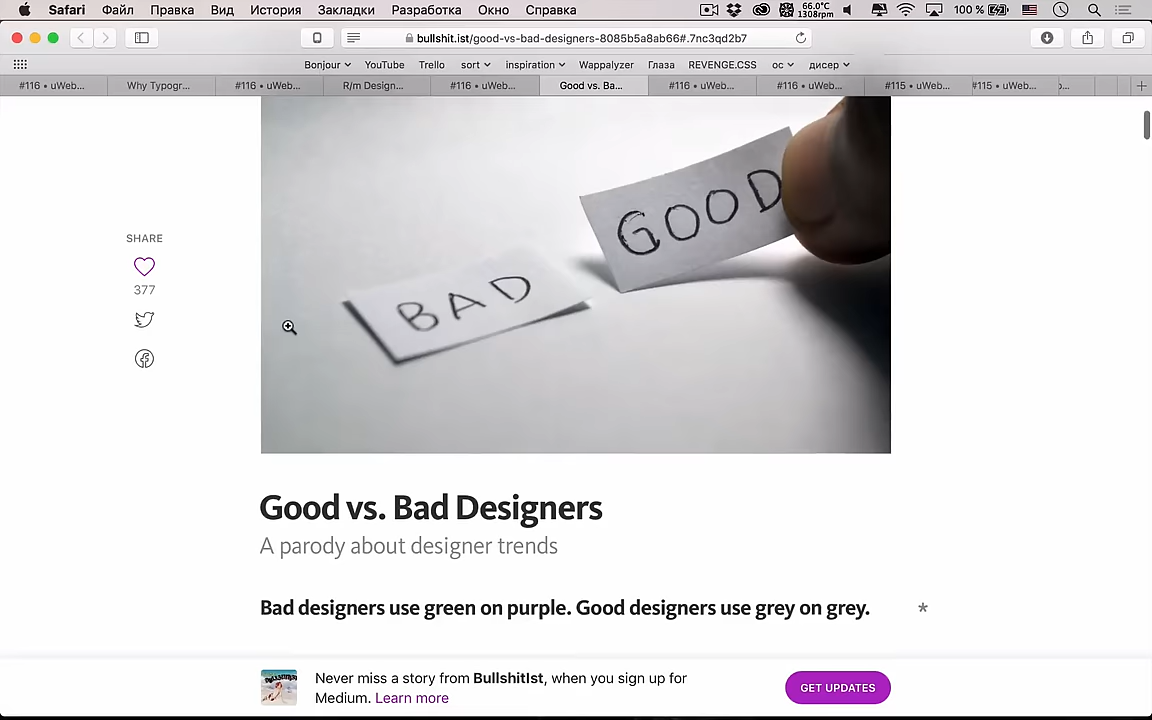 Safari Файл Правка Вид История Закладки Разработка Окно Справка 66.0°C 1308rpm 100 %
bullshit.ist/good-vs-bad-designers-8085b5a8ab66#.7nc3qd2b7
Bonjour YouTube Trello sort inspiration Wappalyzer Глаза REVENGE.CSS ос дисер
#116 • uWeb... Why Typogr... #116 • uWeb... R/m Design... #116 • uWeb... Good vs. Ba... #116 • uWeb... #116 • uWeb... #115 • uWeb... #115 • uWeb...
GOOD
BAD
SHARE
377
Good vs. Bad Designers
A parody about designer trends
Bad designers use green on purple. Good designers use grey on grey. *
Never miss a story from BullshitIst, when you sign up for
Medium. Learn more
GET UPDATES